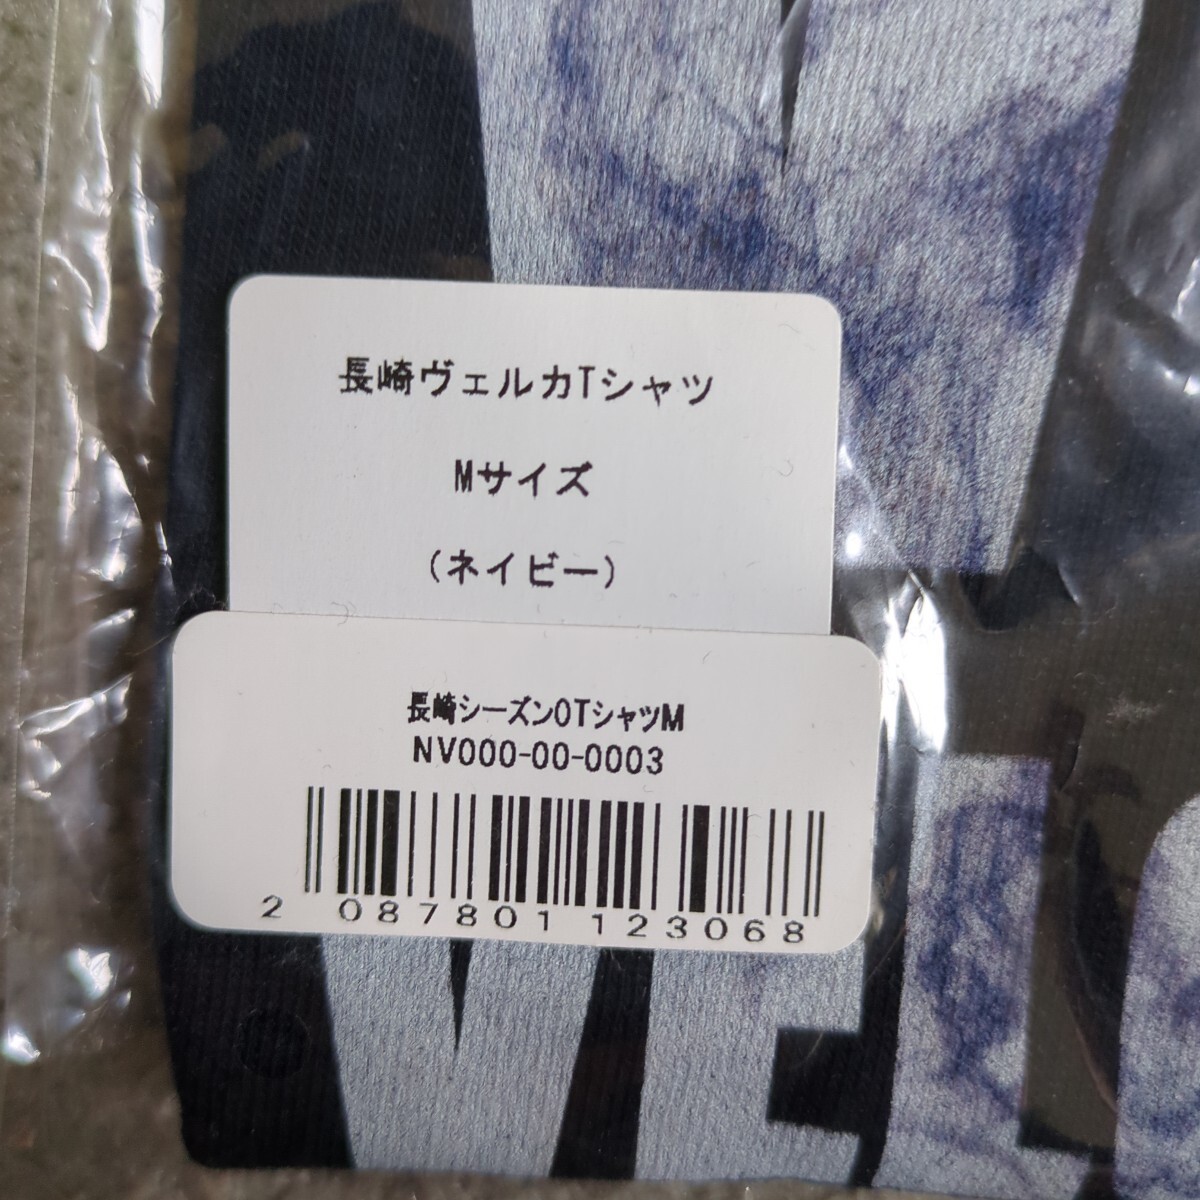 長崎ヴェルカTシャツ
Mサイズ
(ネイビー)
長崎シーズン0TシャツM
NV000-00-0003
2 087801 123068
VEL